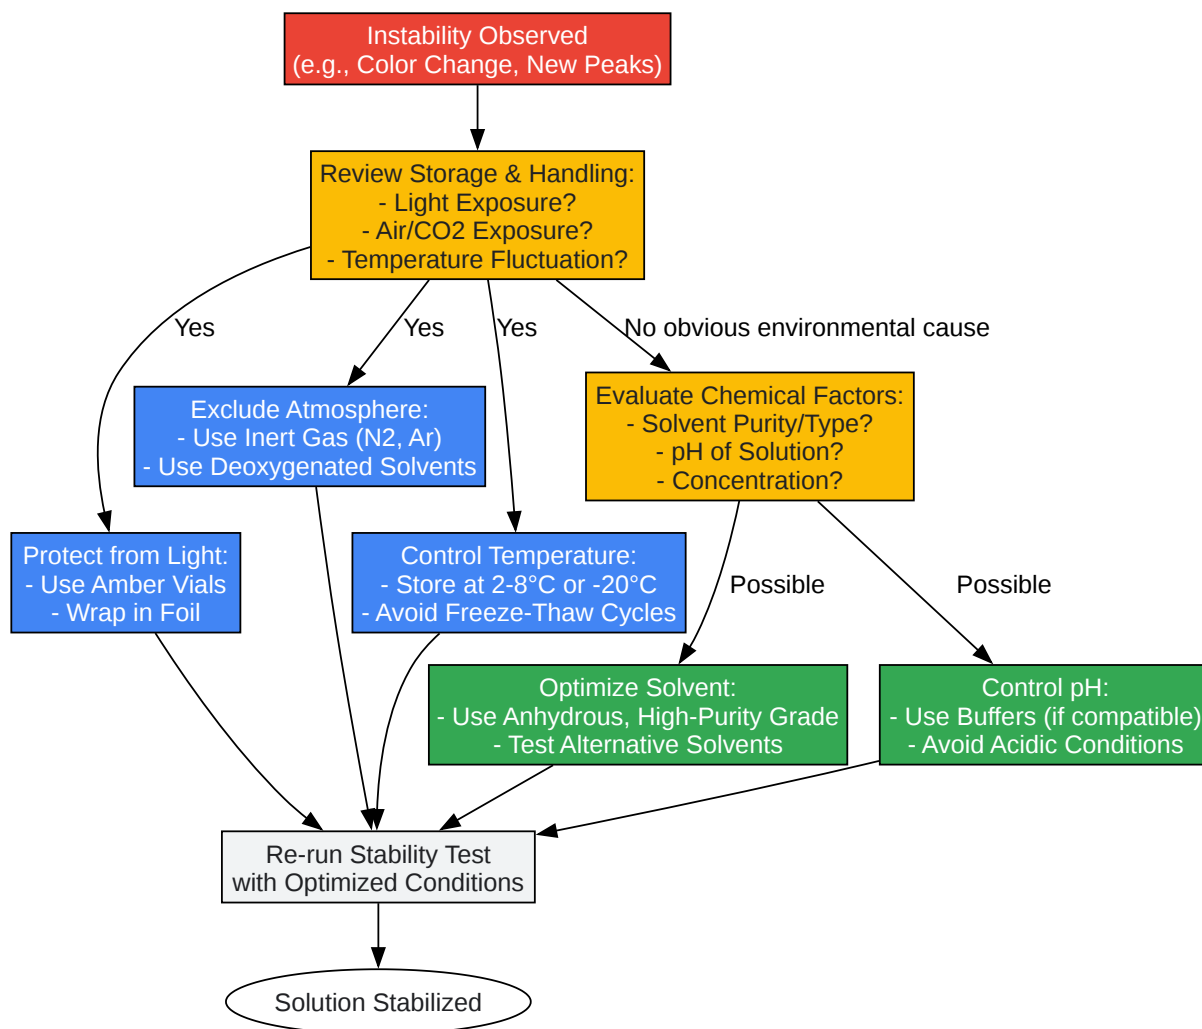 Instability Observed
(e.g., Color Change, New Peaks)
Review Storage & Handling:
- Light Exposure?
- Air/CO2 Exposure?
- Temperature Fluctuation?
Yes
Yes
Yes
No obvious environmental cause
Exclude Atmosphere:
- Use Inert Gas (N2, Ar)
- Use Deoxygenated Solvents
Evaluate Chemical Factors:
- Solvent Purity/Type?
- pH of Solution?
- Concentration?
Protect from Light:
- Use Amber Vials
- Wrap in Foil
Control Temperature:
- Store at 2-8°C or -20°C
- Avoid Freeze-Thaw Cycles
Possible
Possible
Optimize Solvent:
- Use Anhydrous, High-Purity Grade
- Test Alternative Solvents
Control pH:
- Use Buffers (if compatible)
- Avoid Acidic Conditions
Re-run Stability Test
with Optimized Conditions
Solution Stabilized